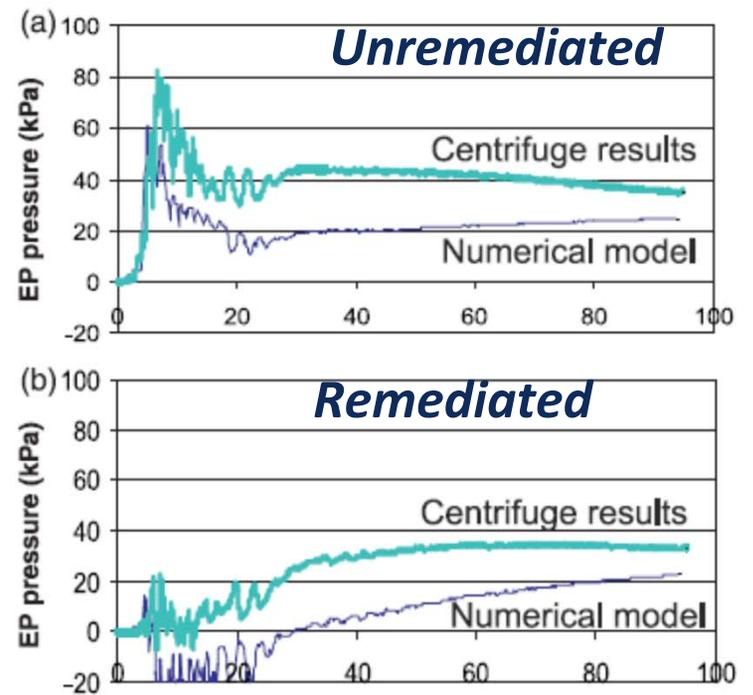 (a)
Unremediated
EP pressure (kPa)
100
80
60
40
20
0
-20
Centrifuge results
Numerical model
0 20 40 60 80 100
(b)
Remediated
EP pressure (kPa)
100
80
60
40
20
0
-20
Centrifuge results
Numerical model
0 20 40 60 80 100